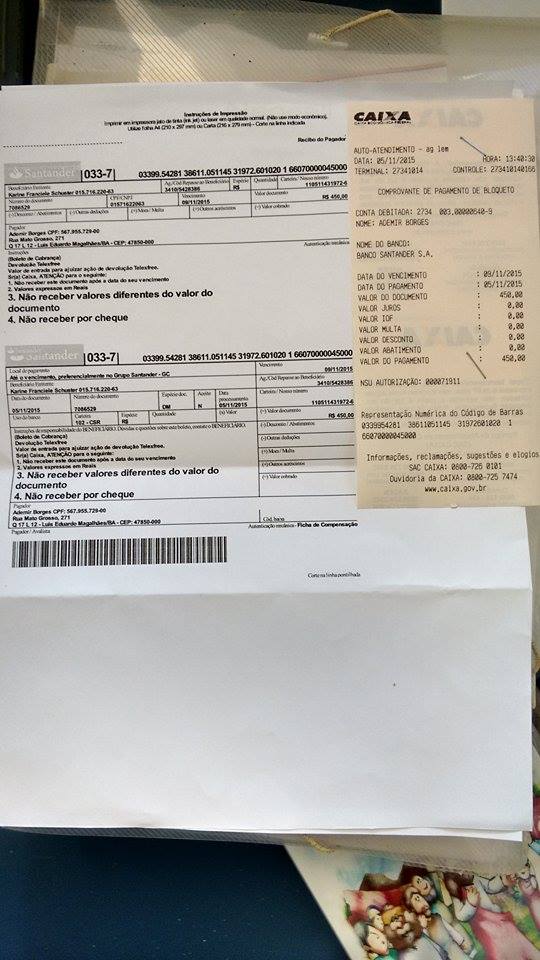 Instruções de Impressão
Imprimir em impressora jato de tinta (ink jet) ou laser em qualidade normal. (Não use modo econômico).
Utilize folha A4 (210 x 297 mm) ou Carta (216 x 279 mm) - Corte na linha indicada
Recibo do Pagador
Santander 033-7 03399.54281 38611.051145 31972.601020 1 66070000045000
Beneficiário Emitente Ag./Cód Repasse ao Beneficiário Espécie Quantidade Carteira / Nosso número
Karine Franciele Schuster 015.716.220-63 3410/5428386 R$ 110511431972-6
Número do documento CPF/CNPJ Vencimento Valor documento
7086529 01571622063 09/11/2015 R$ 450,00
(-) Desconto / Abatimentos (-) Outras deduções (+) Mora / Multa (+) Outros acréscimos (=) Valor cobrado
Pagador
Ademir Borges CPF: 567.955.729-00
Rua Mato Grosso, 271
Q 17 L 12 - Luis Eduardo Magalhães/BA - CEP: 47850-000
Instruções Autenticação mecânica
(Boleto de Cobrança)
Devolução Telexfree
Valor de entrada para ajuizar ação de devolução Telexfree.
Sr(a) Caixa, ATENÇÃO para o seguinte:
1. Não receber este documento após a data do seu vencimento
2. Valores expressos em Reais
3. Não receber valores diferentes do valor do
documento
4. Não receber por cheque
Santander 033-7 03399.54281 38611.051145 31972.601020 1 66070000045000
Local de pagamento Vencimento
Até o vencimento, preferencialmente no Grupo Santander - GC 09/11/2015
Beneficiário Emitente Ag./Cód Repasse ao Beneficiário
Karine Franciele Schuster 015.716.220-63 3410/5428386
Data do documento Número do documento Espécie doc. Aceite Data processamento Carteira / Nosso número
05/11/2015 7086529 DM N 05/11/2015 110511431972-6
Uso do banco Carteira Espécie Quantidade (x) Valor (=) Valor documento
102 - CSR R$ R$ 450,00
Instruções de responsabilidade do BENEFICIÁRIO. Dúvidas e questões sobre este boleto, contate o BENEFICIÁRIO. (-) Desconto / Abatimentos
(Boleto de Cobrança)
Devolução Telexfree
Valor de entrada para ajuizar ação de devolução Telexfree.
(-) Outras deduções
Sr(a) Caixa, ATENÇÃO para o seguinte:
1. Não receber este documento após a data do seu vencimento
2. Valores expressos em Reais
(+) Mora / Multa
3. Não receber valores diferentes do valor do
documento
(+) Outros acréscimos
4. Não receber por cheque
(=) Valor cobrado
Pagador
Ademir Borges CPF: 567.955.729-00
Rua Mato Grosso, 271
Q 17 L 12 - Luis Eduardo Magalhães/BA - CEP: 47850-000
Cód. baixa
Pagador / Avalista Autenticação mecânica - Ficha de Compensação
Corte na linha pontilhada
CAIXA
CAIXA ECONÔMICA FEDERAL
AUTO-ATENDIMENTO - ag lem
DATA: 05/11/2015 HORA: 13:40:30
TERMINAL: 27341014 CONTROLE: 273410140166
COMPROVANTE DE PAGAMENTO DE BLOQUETO
CONTA DEBITADA: 2734 003.00000640-9
NOME: ADEMIR BORGES
NOME DO BANCO:
BANCO SANTANDER S.A.
DATA DO VENCIMENTO : 09/11/2015
DATA DO PAGAMENTO : 05/11/2015
VALOR DO DOCUMENTO : 450,00
VALOR JUROS : 0,00
VALOR IOF : 0,00
VALOR MULTA : 0,00
VALOR DESCONTO : 0,00
VALOR ABATIMENTO : 0,00
VALOR DO PAGAMENTO : 450,00
NSU AUTORIZAÇÃO: 000071911
Representação Numérica do Código de Barras
0339954281 38611051145 31972601020 1
66070000045000
Informações, reclamações, sugestões e elogios
SAC CAIXA: 0800-726 0101
Ouvidoria da CAIXA: 0800-725 7474
www.caixa.gov.br